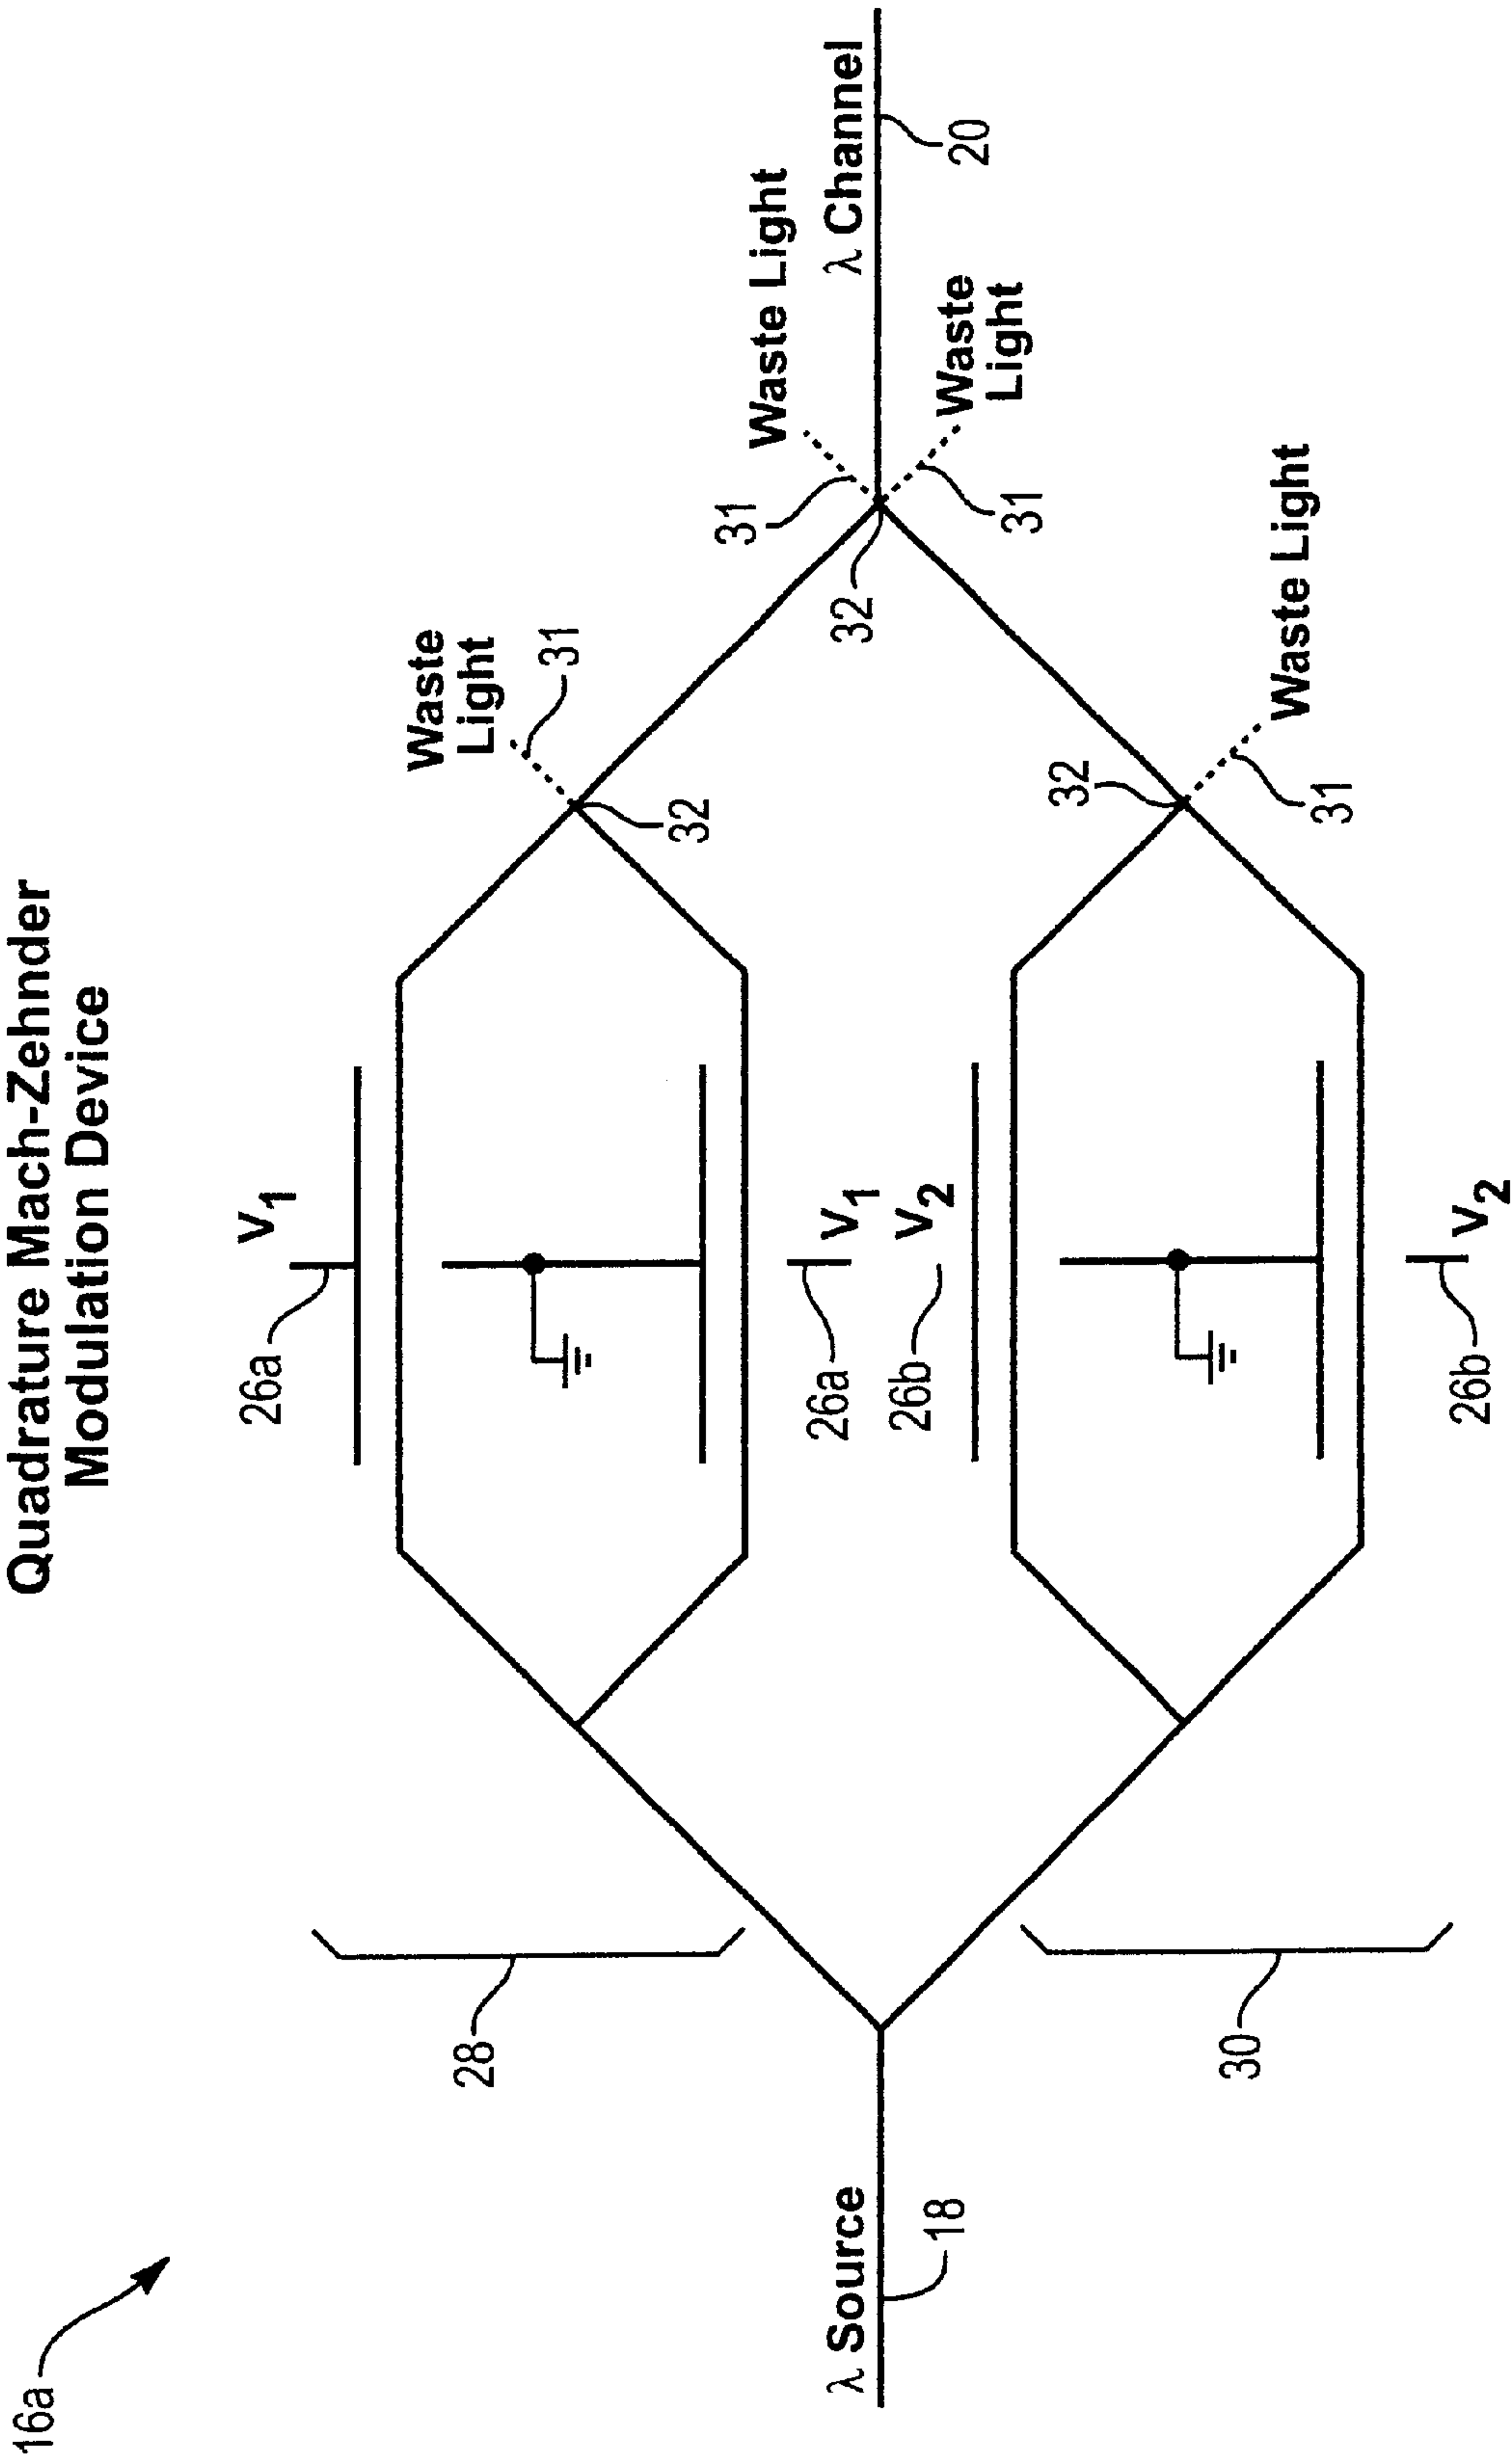 Quadrature Mach-Zehnder
Modulation Device
16a
V1
26a
Waste
Light
31
32
28
26a
V1
31
Waste Light
32
λ Source
18
λ Channel
20
26b
V2
31
Waste
Light
32
30
31
Waste Light
26b
V2